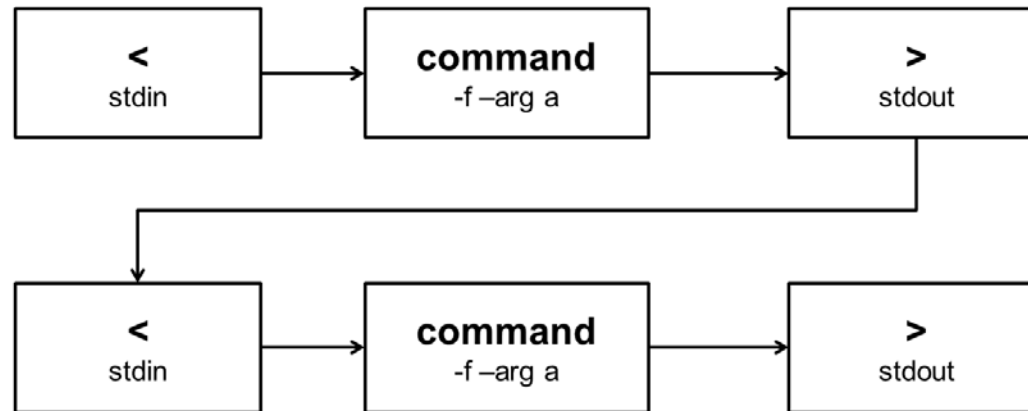 <
stdin
command
-f –arg a
>
stdout
<
stdin
command
-f –arg a
>
stdout